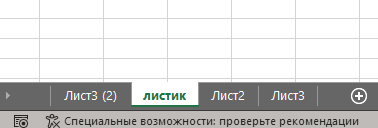 Лист3 (2) листик Лист2 Лист3
Специальные возможности: проверьте рекомендации